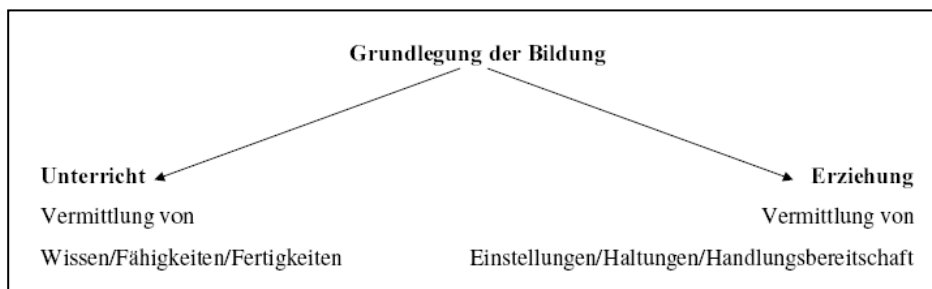 Grundlegung der Bildung
Unterricht Erziehung
Vermittlung von Vermittlung von
Wissen/Fähigkeiten/Fertigkeiten Einstellungen/Haltungen/Handlungsbereitschaft